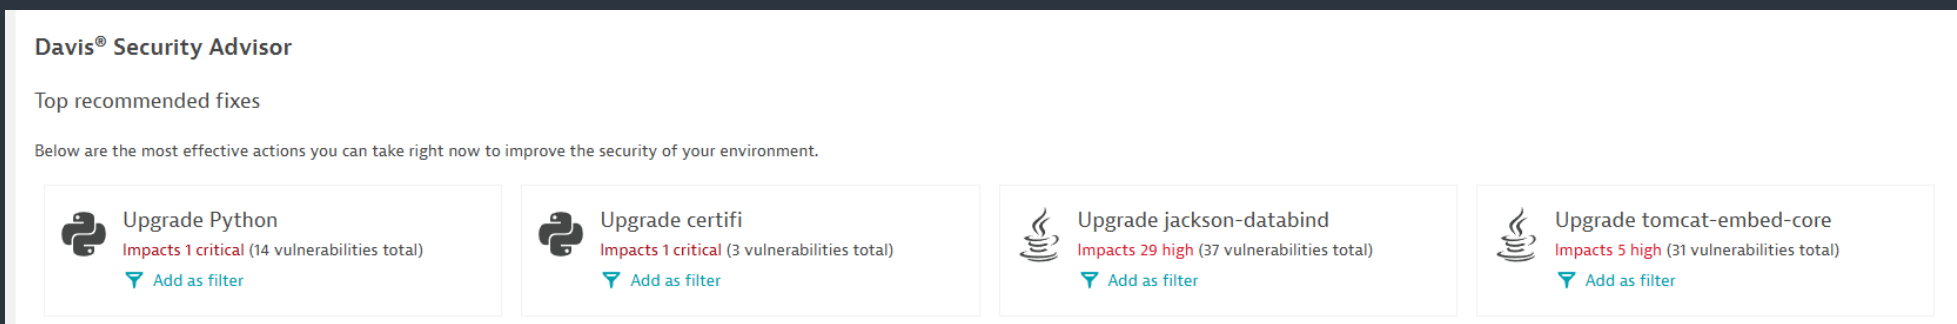 Davis® Security Advisor
Top recommended fixes
Below are the most effective actions you can take right now to improve the security of your environment.
Upgrade Python
Impacts 1 critical (14 vulnerabilities total)
Add as filter
Upgrade certifi
Impacts 1 critical (3 vulnerabilities total)
Add as filter
Upgrade jackson-databind
Impacts 29 high (37 vulnerabilities total)
Add as filter
Upgrade tomcat-embed-core
Impacts 5 high (31 vulnerabilities total)
Add as filter